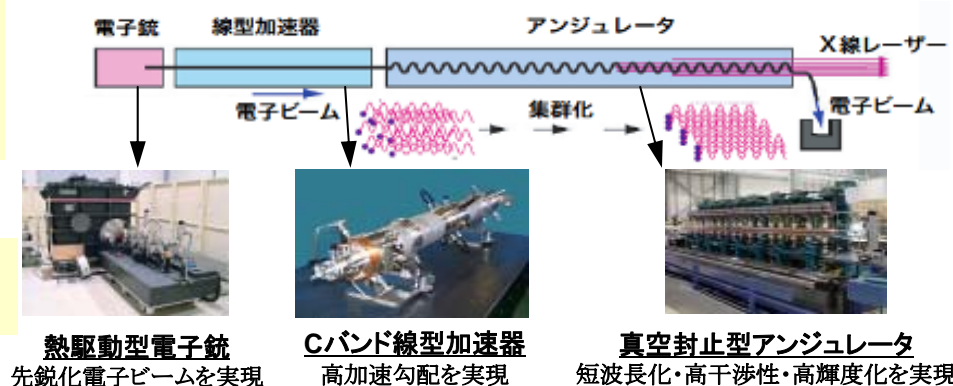 電子銃
線型加速器
アンジュレータ
X線レーザー
電子ビーム
集群化
電子ビーム
熱駆動型電子銃
先鋭化電子ビームを実現
Cバンド線型加速器
高加速勾配を実現
真空封止型アンジュレータ
短波長化・高干渉性・高輝度化を実現